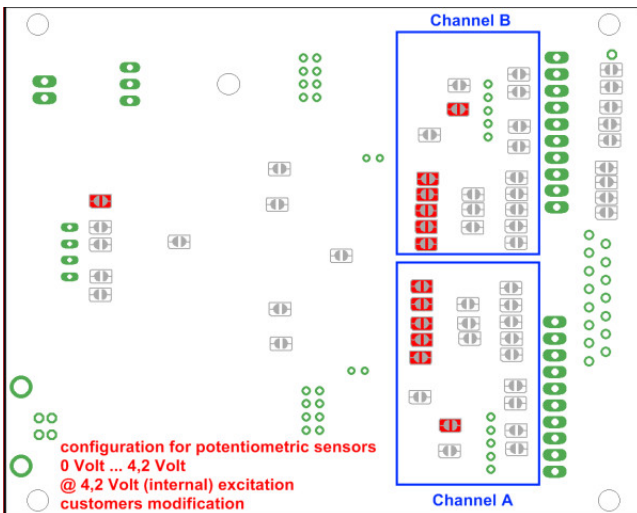 Channel B
configuration for potentiometric sensors
0 Volt ... 4,2 Volt
@ 4,2 Volt (internal) excitation
customers modification
Channel A